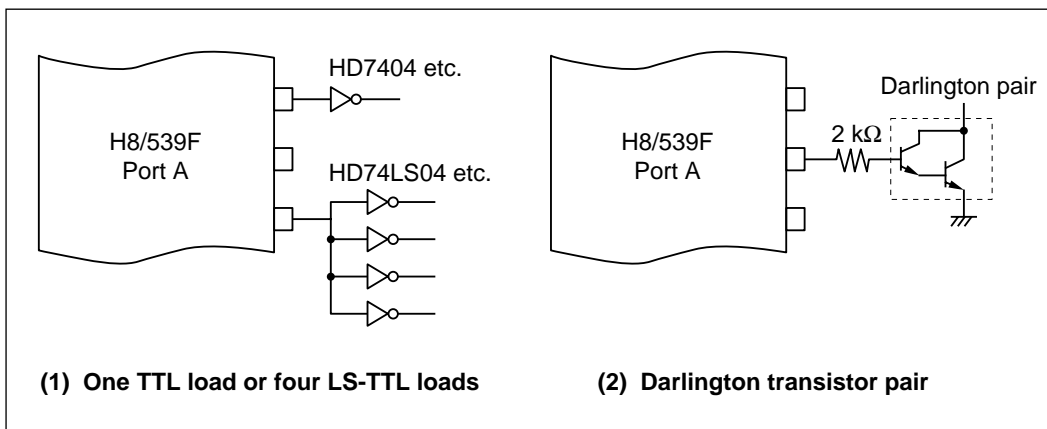 HD7404 etc.
H8/539F
Port A
HD74LS04 etc.
(1) One TTL load or four LS-TTL loads
Darlington pair
2 kΩ
H8/539F
Port A
(2) Darlington transistor pair